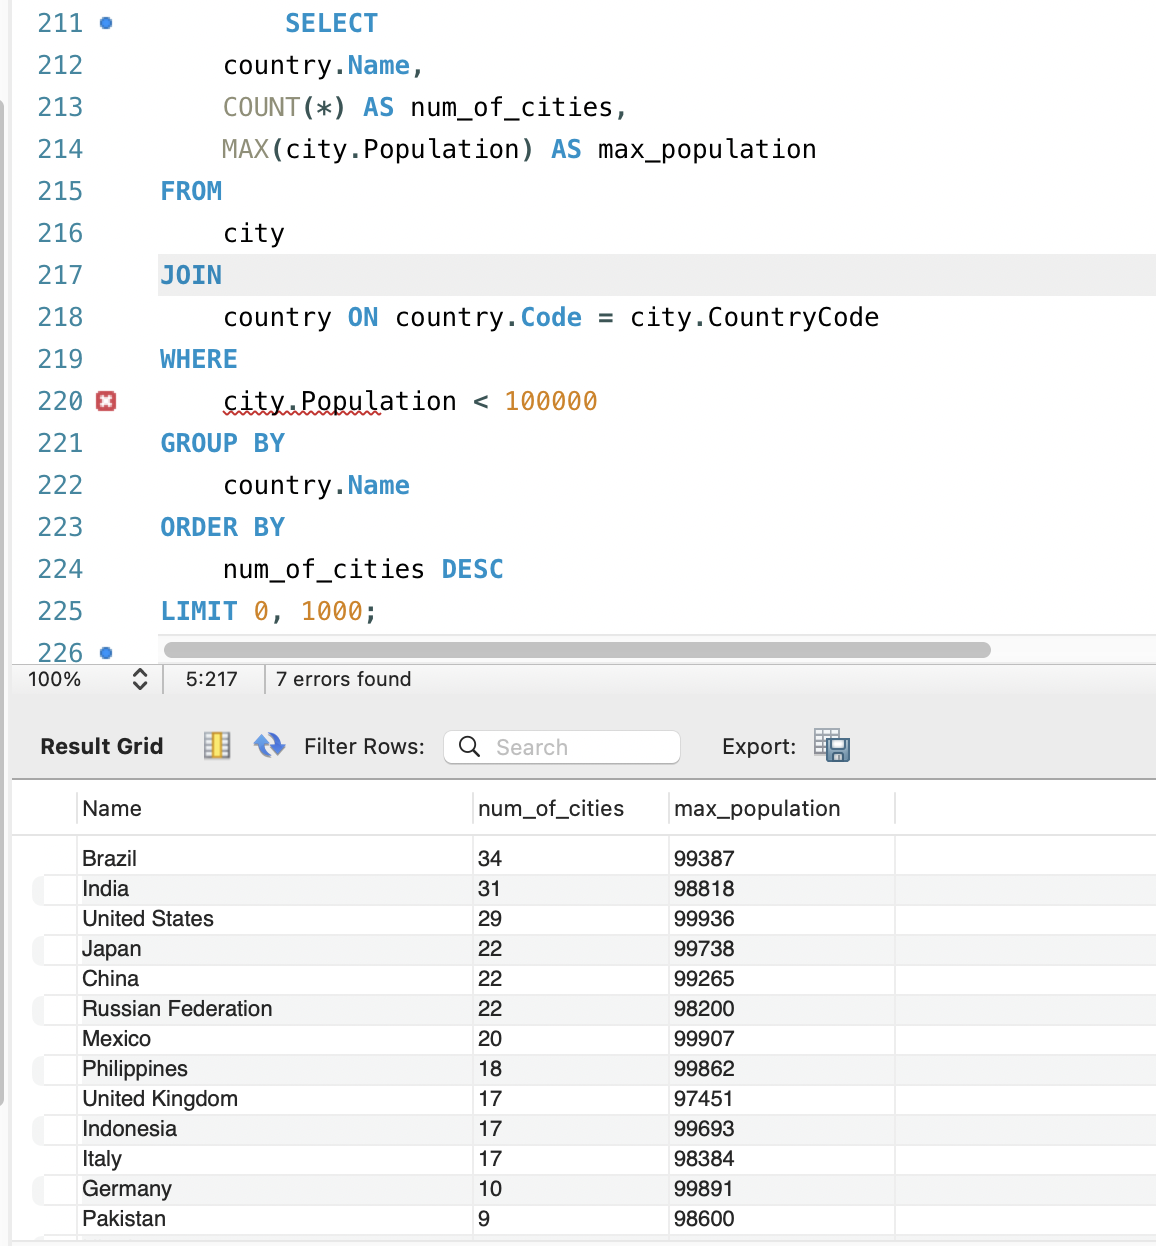 211 SELECT
212 country.Name,
213 COUNT(*) AS num_of_cities,
214 MAX(city.Population) AS max_population
215 FROM
216 city
217 JOIN
218 country ON country.Code = city.CountryCode
219 WHERE
220 city.Population < 100000
221 GROUP BY
222 country.Name
223 ORDER BY
224 num_of_cities DESC
225 LIMIT 0, 1000;
226
100% 5:217 7 errors found
Result Grid Filter Rows: Search Export:
Name num_of_cities max_population
Brazil 34 99387
India 31 98818
United States 29 99936
Japan 22 99738
China 22 99265
Russian Federation 22 98200
Mexico 20 99907
Philippines 18 99862
United Kingdom 17 97451
Indonesia 17 99693
Italy 17 98384
Germany 10 99891
Pakistan 9 98600